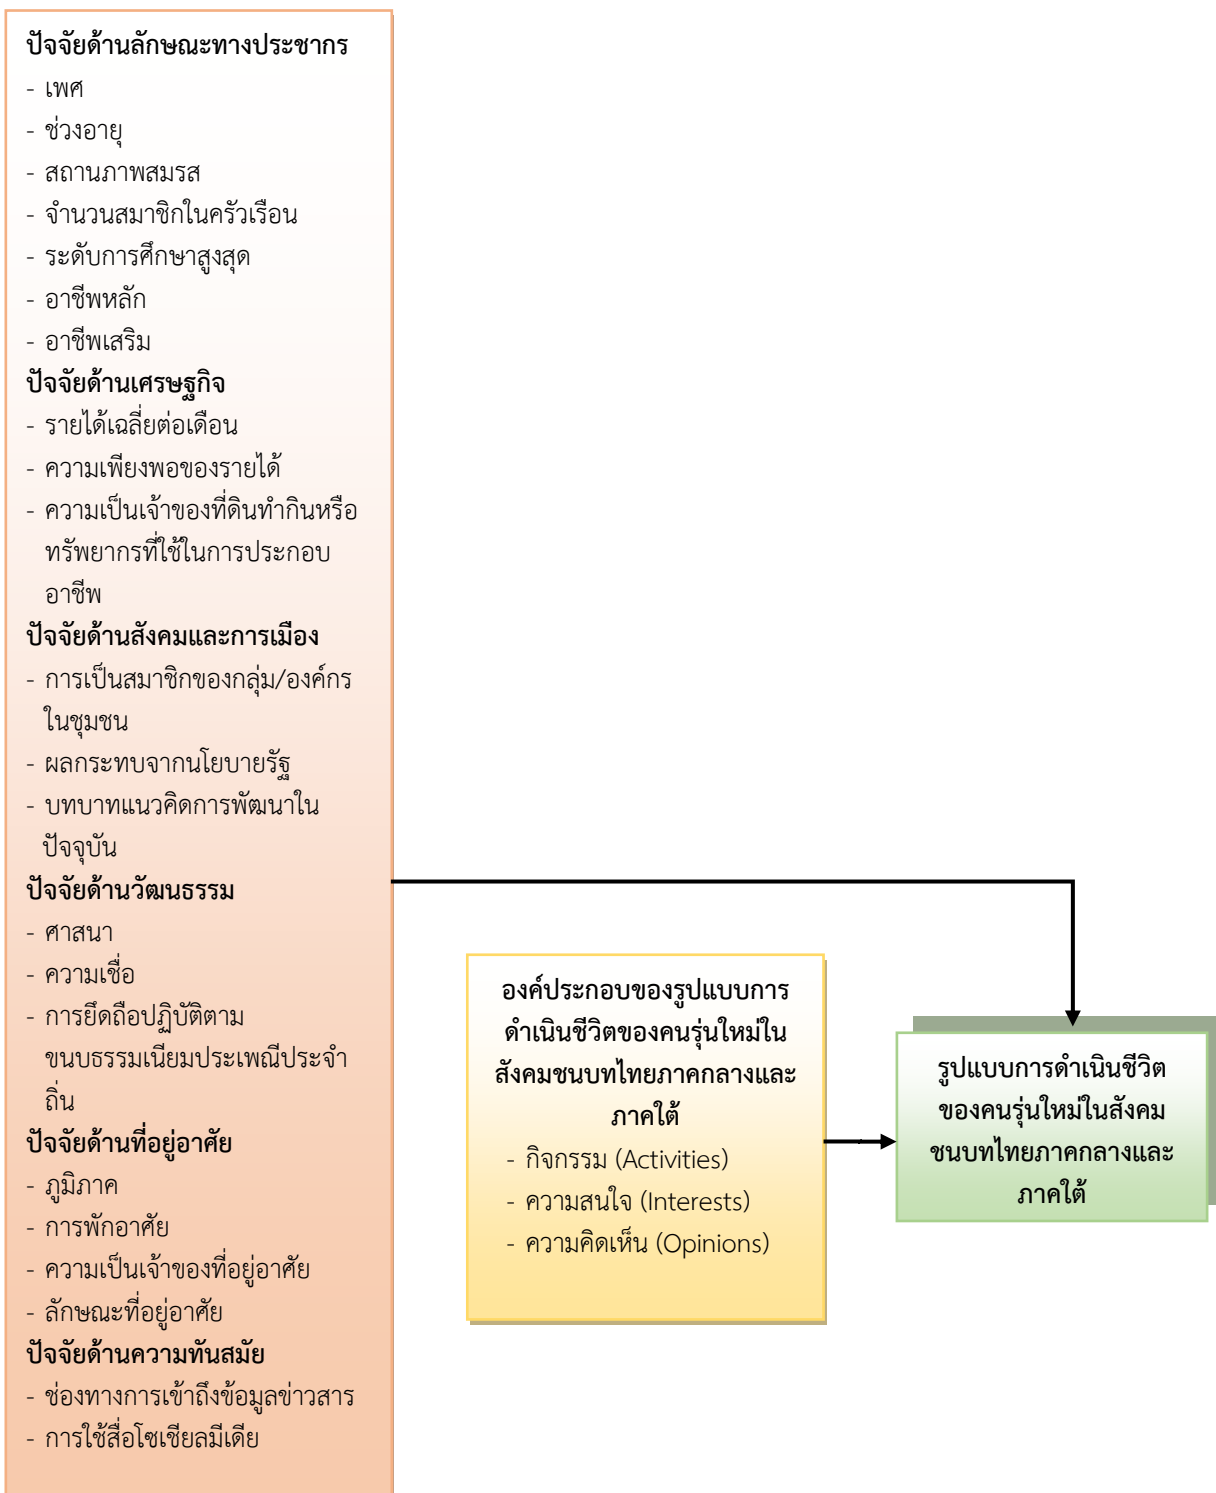 ปัจจัยด้านลักษณะทางประชากร
- เพศ
- ช่วงอายุ
- สถานภาพสมรส
- จำนวนสมาชิกในครัวเรือน
- ระดับการศึกษาสูงสุด
- อาชีพหลัก
- อาชีพเสริม
ปัจจัยด้านเศรษฐกิจ
- รายได้เฉลี่ยต่อเดือน
- ความเพียงพอของรายได้
- ความเป็นเจ้าของที่ดินทำกินหรือ
ทรัพยากรที่ใช้ในการประกอบ
อาชีพ
ปัจจัยด้านสังคมและการเมือง
- การเป็นสมาชิกของกลุ่ม/องค์กร
ในชุมชน
- ผลกระทบจากนโยบายรัฐ
- บทบาทแนวคิดการพัฒนาใน
ปัจจุบัน
ปัจจัยด้านวัฒนธรรม
- ศาสนา
- ความเชื่อ
- การยึดถือปฏิบัติตาม
ขนบธรรมเนียมประเพณีประจำ
ถิ่น
ปัจจัยด้านที่อยู่อาศัย
- ภูมิภาค
- การพักอาศัย
- ความเป็นเจ้าของที่อยู่อาศัย
- ลักษณะที่อยู่อาศัย
ปัจจัยด้านความทันสมัย
- ช่องทางการเข้าถึงข้อมูลข่าวสาร
- การใช้สื่อโซเชียลมีเดีย
องค์ประกอบของรูปแบบการ
ดำเนินชีวิตของคนรุ่นใหม่ใน
สังคมชนบทไทยภาคกลางและ
ภาคใต้
- กิจกรรม (Activities)
- ความสนใจ (Interests)
- ความคิดเห็น (Opinions)
รูปแบบการดำเนินชีวิต
ของคนรุ่นใหม่ในสังคม
ชนบทไทยภาคกลางและ
ภาคใต้